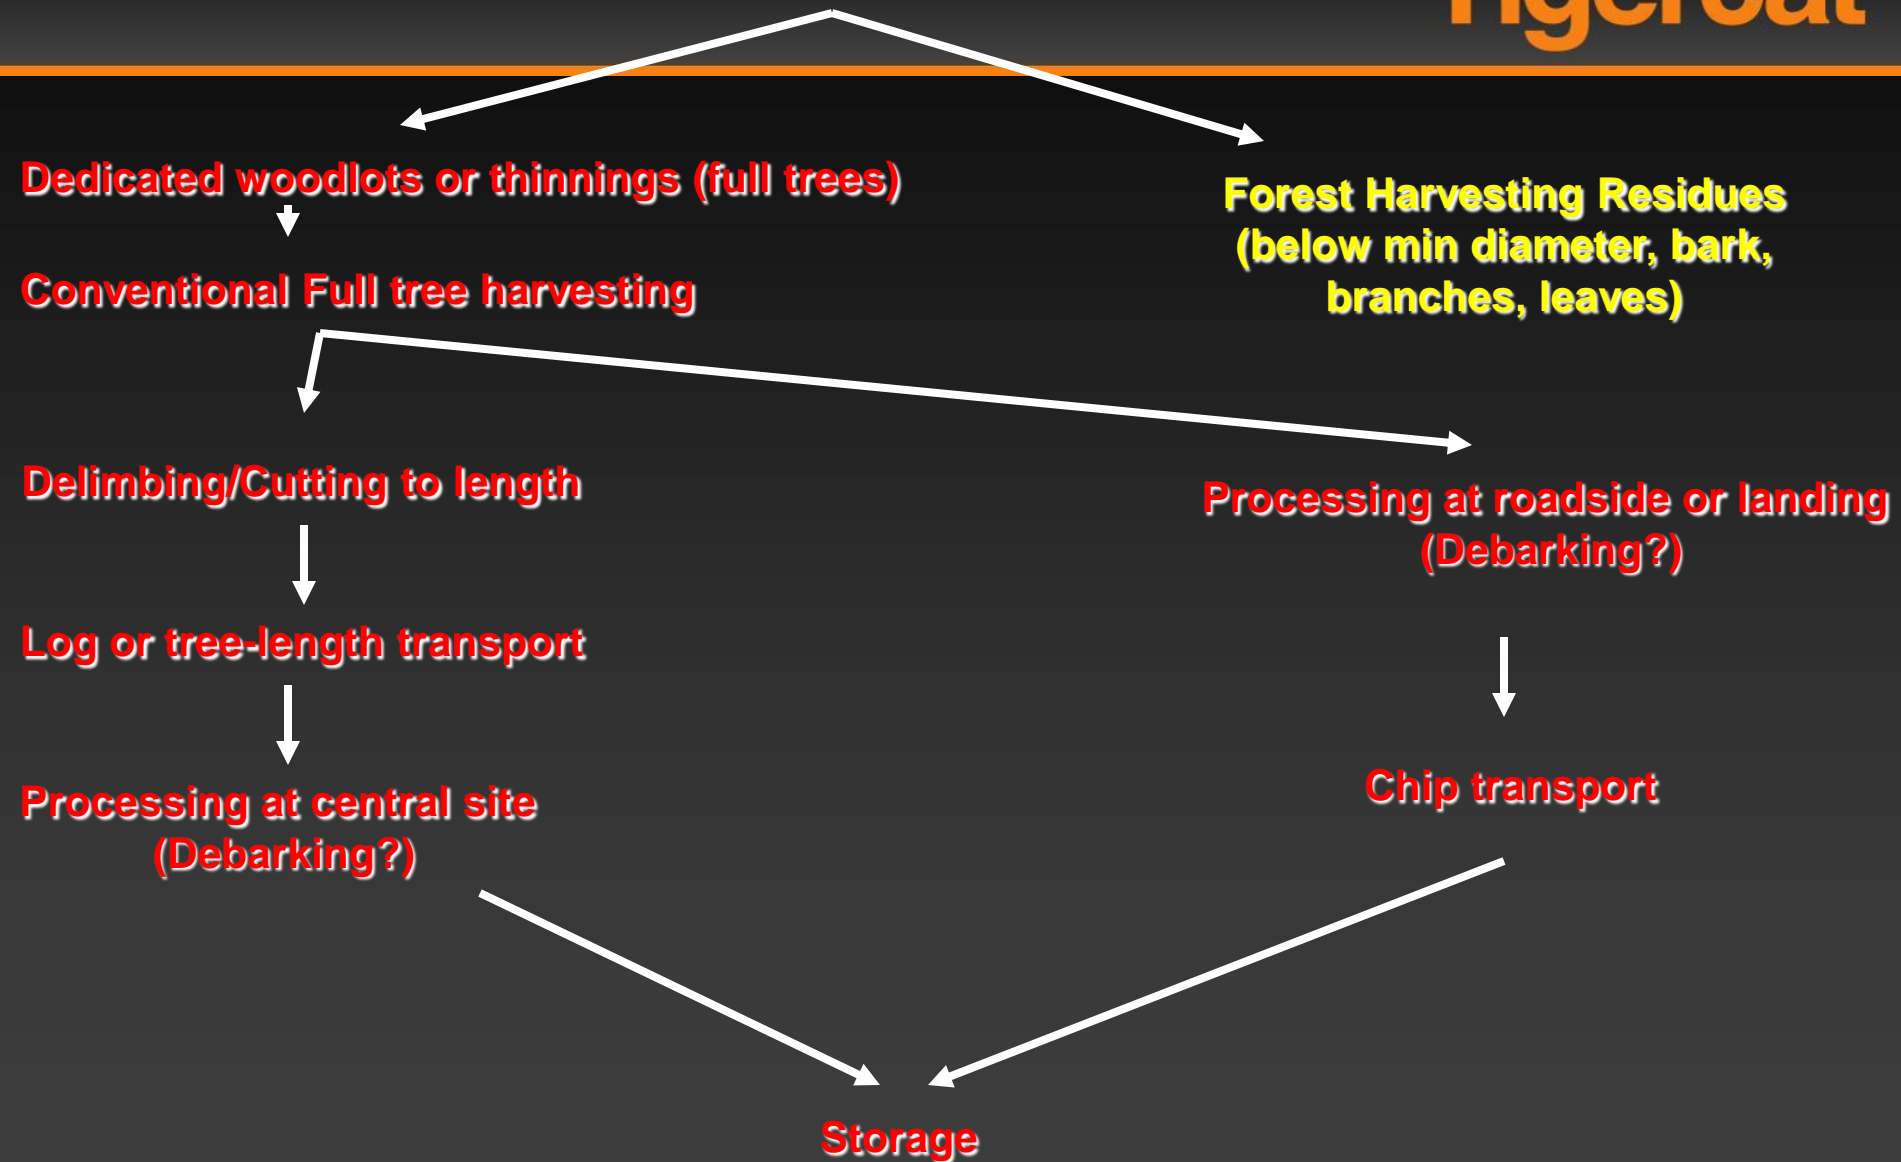 Tigercat
Dedicated woodlots or thinnings (full trees)
Forest Harvesting Residues
(below min diameter, bark,
branches, leaves)
Conventional Full tree harvesting
Delimbing/Cutting to length
Processing at roadside or landing
(Debarking?)
Log or tree-length transport
Chip transport
Processing at central site
(Debarking?)
Storage